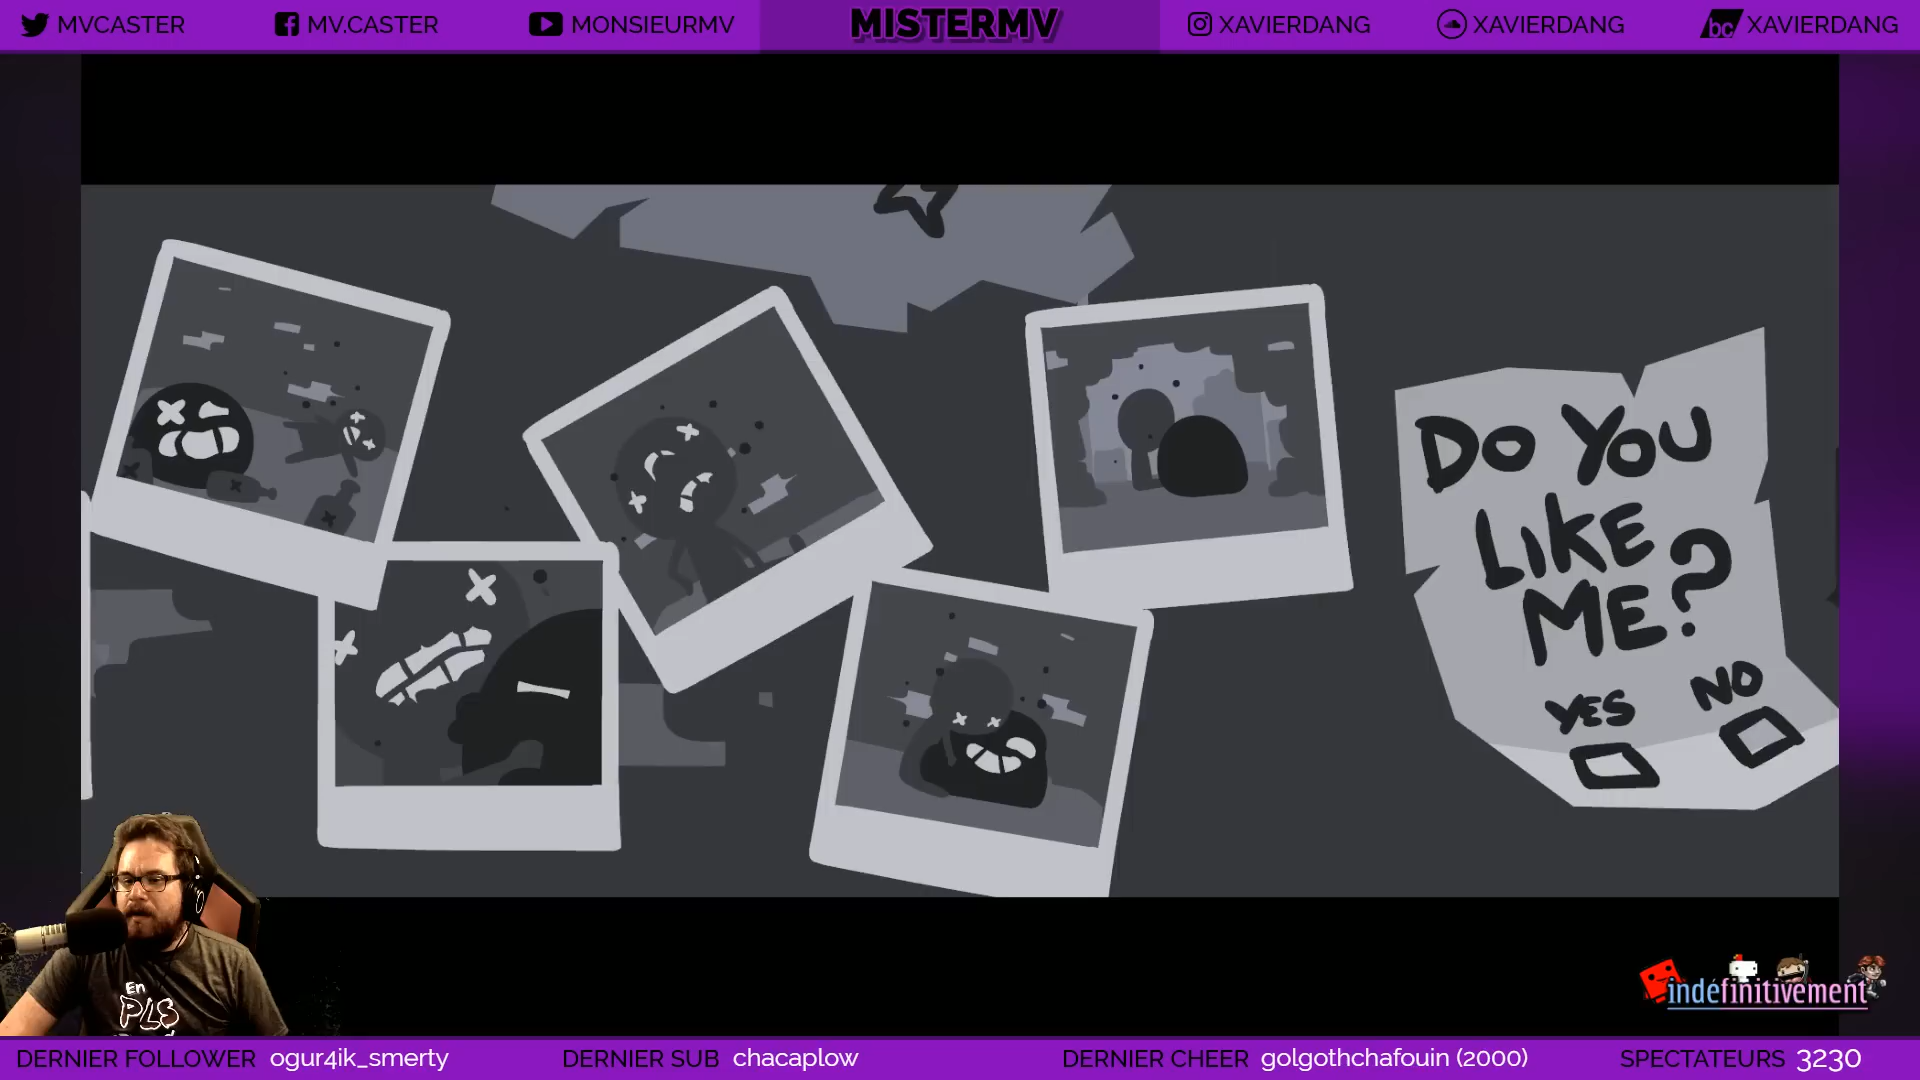 MVCASTER
MV.CASTER
MONSIEURMV
MISTERMV
XAVIERDANG
XAVIERDANG
bc XAVIERDANG
DO YOU
LIKE
ME?
YES NO
En
PLS
indéfinitivement
DERNIER FOLLOWER ogur4ik_smerty
DERNIER SUB chacaplow
DERNIER CHEER golgothchafouin (2000)
SPECTATEURS 3230